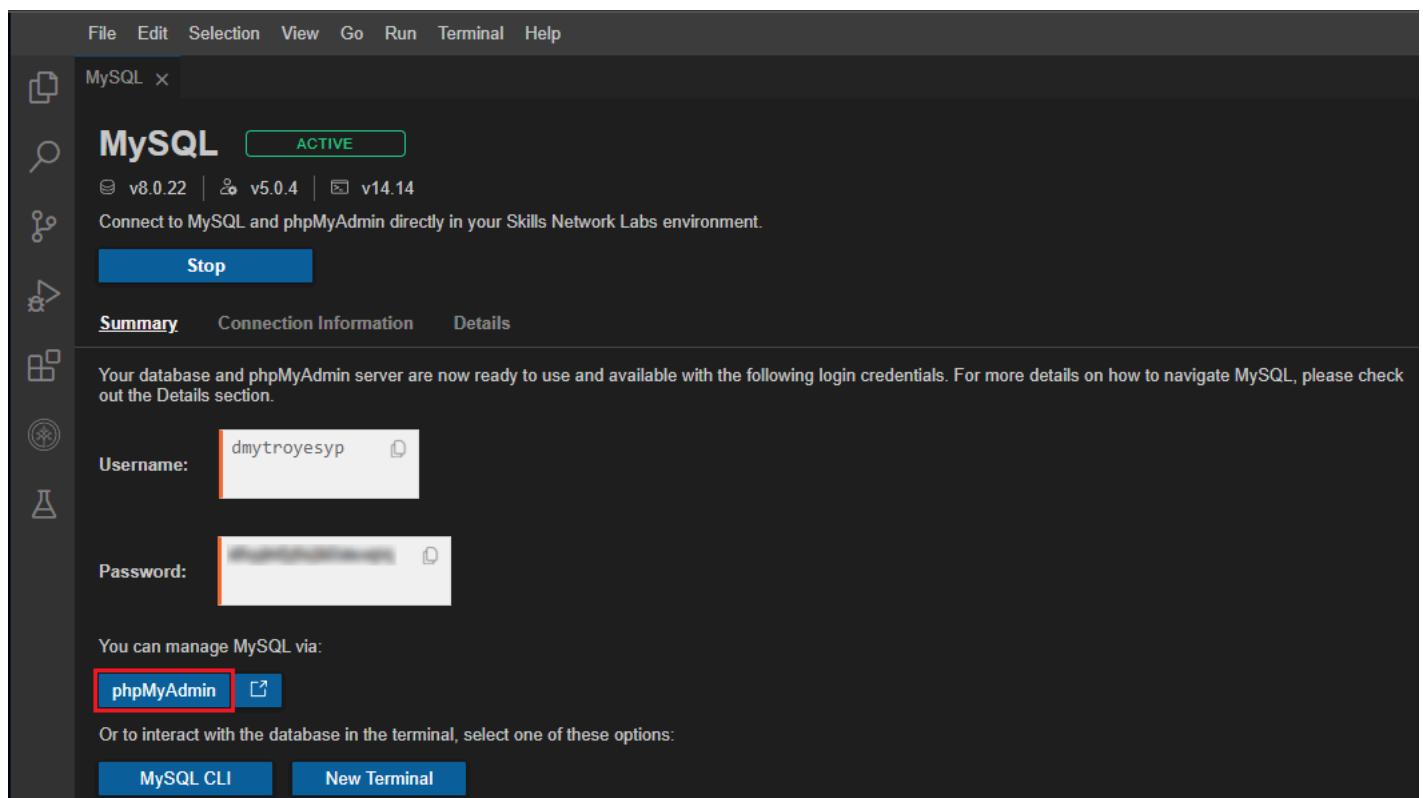 File Edit Selection View Go Run Terminal Help
MySQL
MySQL ACTIVE
v8.0.22 v5.0.4 v14.14
Connect to MySQL and phpMyAdmin directly in your Skills Network Labs environment.
Stop
Summary Connection Information Details
Your database and phpMyAdmin server are now ready to use and available with the following login credentials. For more details on how to navigate MySQL, please check
out the Details section.
Username: dmytroyesyp
Password:
You can manage MySQL via:
phpMyAdmin
Or to interact with the database in the terminal, select one of these options:
MySQL CLI New Terminal